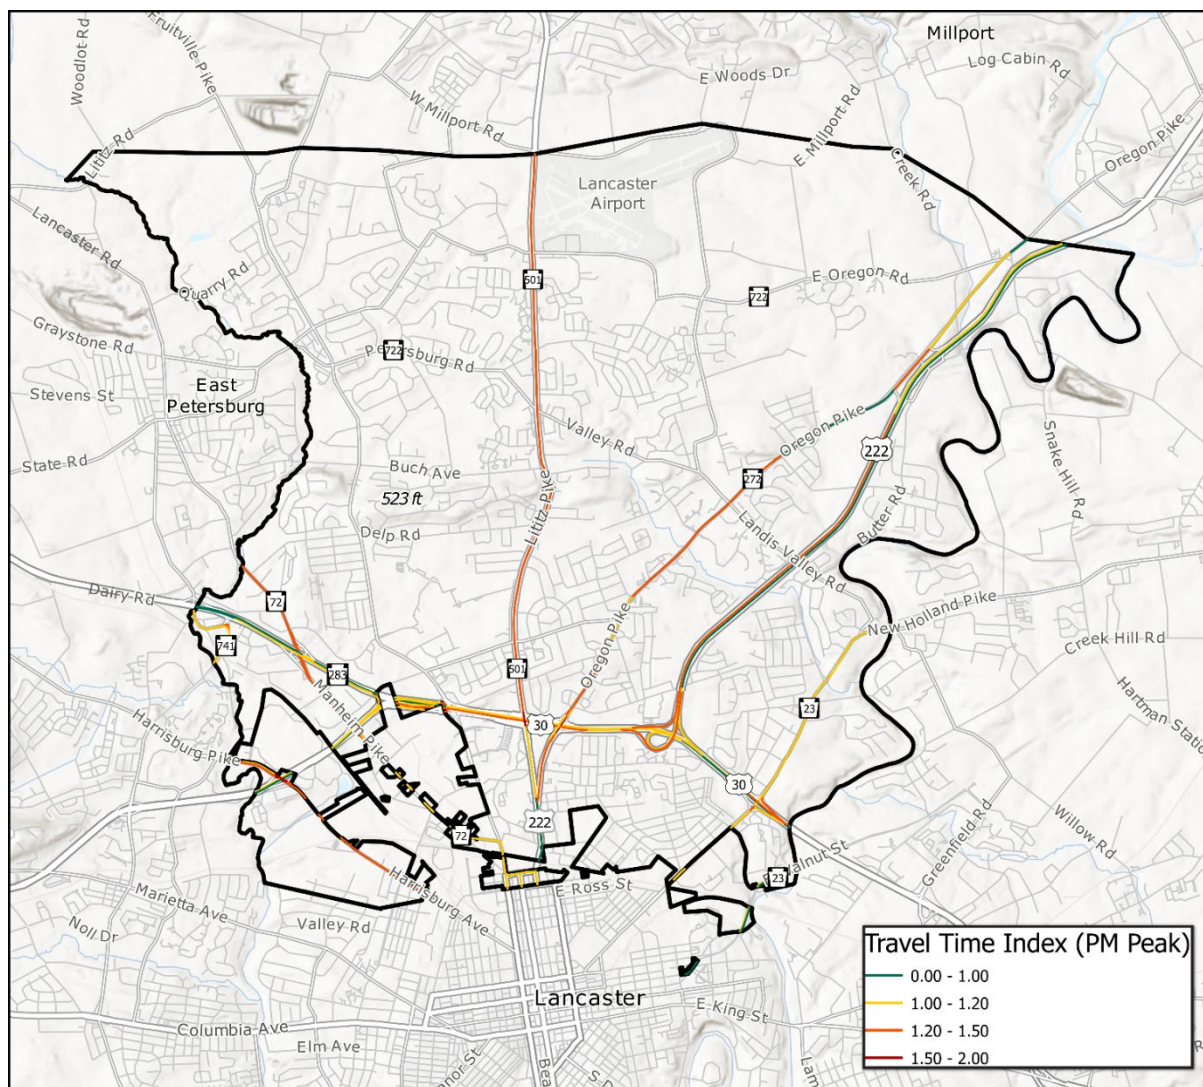 Millport
Woodlot Rd
Fruitville Pike
Log Cabin Rd
E Woods Dr
W Millport Rd
E Millport Rd
Oregon Pike
Lititz Rd
Creek Rd
Lancaster
Airport
Lancaster Rd
Quarry Rd
E Oregon Rd
501
722
Graystone Rd
722
Petersburg Rd
East
Petersburg
Stevens St
Oregon Pike
Valley Rd
222
State Rd
Buch Ave
272
Snake Hill Rd
523 ft
Lititz Pike
Butter Rd
Delp Rd
Landis Valley Rd
Dairy Rd
72
New Holland Pike
Oregon Pike
Creek Hill Rd
741
501
283
Manheim Pike
23
Harrisburg Pike
30
30
222
72
Greenfield Rd
Willow Rd
Walnut St
23
E Ross St
Marietta Ave
Harrisburg Ave
Valley Rd
Noll Dr
Lancaster
E King St
Columbia Ave
Elm Ave
Travel Time Index (PM Peak)
0.00 - 1.00
1.00 - 1.20
1.20 - 1.50
1.50 - 2.00